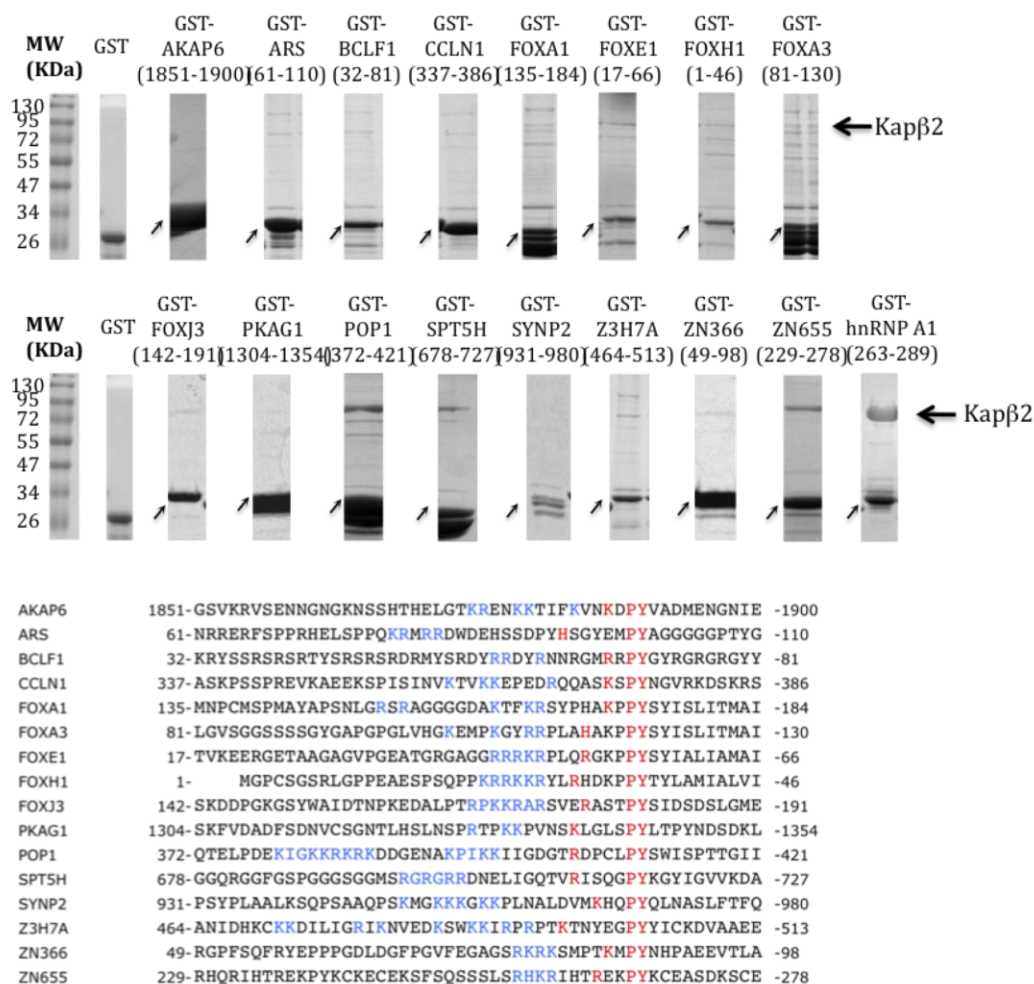 MW (KDa) GST GST-AKAP6 (1851-1900) GST-ARS (61-110) GST-BCLF1 (32-81) GST-CCLN1 (337-386) GST-FOXA1 (135-184) GST-FOXE1 (17-66) GST-FOXH1 (1-46) GST-FOXA3 (81-130)
130
95
72
55
47
34
26
Kapβ2
MW (KDa) GST GST-FOXJ3 (142-191) GST-PKAG1 (1304-1354) GST-POP1 (372-421) GST-SPT5H (678-727) GST-SYNP2 (931-980) GST-Z3H7A (464-513) GST-ZN366 (49-98) GST-ZN655 (229-278) GST-hnRNP A1 (263-289)
130
95
72
55
47
34
26
Kapβ2
AKAP6 1851-GSVKRVSENNGNGKNSSHTHELGTKRENKKTIFKVNKDPYVADMENGNIE -1900
ARS 61-NRRERFSPPRHELSPPQKRMRRDWDEHSSDPYHSGYEMPYAGGGGGPTYG -110
BCLF1 32-KRYSSRSRSRTYSRSRSRDRMYSRDYRRDYRNNRGMRRPYGYRGRGRGYY -81
CCLN1 337-ASKPSSPREVKAEEKSPISINVKTVKKEPEDRQQASKSPYNGVRKDSKRS -386
FOXA1 135-MNPCMSPMAYAPSNLGRSRAGGGGDAKTFKRSYPHAKPPYSYISLITMAI -184
FOXA3 81-LGVSGGSSSSGYGAPGPGLVHGKEMPKGYRRPLAHAKPPYSYISLITMAI -130
FOXE1 17-TVKEERGETAAGAGVPGEATGRGAGGRRRKRPLQRGKPPYSYIALIAMAI -66
FOXH1 1- MGPCSGSRLGPPEAESPSQPPKRRKKRYLRHDKPPYTYLAMIALVI -46
FOXJ3 142-SKDDPGKGSYWAIDTNPKEDALPTRPKKRARSVERASTPYSIDSDSLGME -191
PKAG1 1304-SKFVDADFSDNVCSGNTLHSLNSPRTPKKPVNSKLGLSPYLTPYNDSDKL -1354
POP1 372-QTELPDEKIGKKRKRKDDGENAKPIKKIIGDGTRDPCLPYSWISPTTGII -421
SPT5H 678-GGQRGGFGSPGGGSGGMSRGRGRRDNELIGQTVRISQGPYKGYIGVVKDA -727
SYNP2 931-PSYPLAALKSQPSAAQPSKMGKKKGKKPLNALDVMKHQPYQLNASLFTFQ -980
Z3H7A 464-ANIDHKCKKDILIGRIKNVEDKSWKKIRPRPTKTNYEGPYYICKDVAAEE -513
ZN366 49-RGPFSQFRYEPPPGDLDGFPGVFEGAGSRKRKSMPTKMPYNHPAEEVTLA -98
ZN655 229-RHQRIHTREKPYKCKECEKSFSQSSSLSRHKRIHTREKPYKCEASDKSCE -278